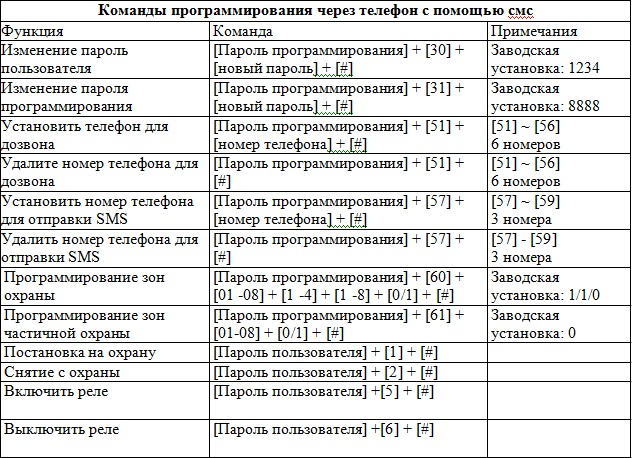 Команды программирования через телефон с помощью смс
Функция Команда Примечания
Изменение пароль [Пароль программирования] + [30] + Заводская
пользователя [новый пароль] + [#] установка: 1234
Изменение пароля [Пароль программирования] + [31] + Заводская
программирования [новый пароль] + [#] установка: 8888
Установить телефон для [Пароль программирования] + [51] + [51] ~ [56]
дозвона [номер телефона] + [#] 6 номеров
Удалите номер телефона для [Пароль программирования] + [51] + [51] ~ [56]
дозвона [#] 6 номеров
Установить номер телефона [Пароль программирования] + [57] + [57] ~ [59]
для отправки SMS [номер телефона] + [#] 3 номера
Удалить номер телефона для [Пароль программирования] + [57] + [57] - [59]
отправки SMS [#] 3 номера
Программирование зон [Пароль программирования] + [60] + Заводская
охраны [01 -08] + [1 -4] + [1 -8] + [0/1] + [#] установка: 1/1/0
Программирование зон [Пароль программирования] + [61] + Заводская
частичной охраны [01-08] + [0/1] + [#] установка: 0
Постановка на охрану [Пароль пользователя] + [1] + [#]
Снятие с охраны [Пароль пользователя] + [2] + [#]
Включить реле [Пароль пользователя] +[5] + [#]
Выключить реле [Пароль пользователя] +[6] + [#]